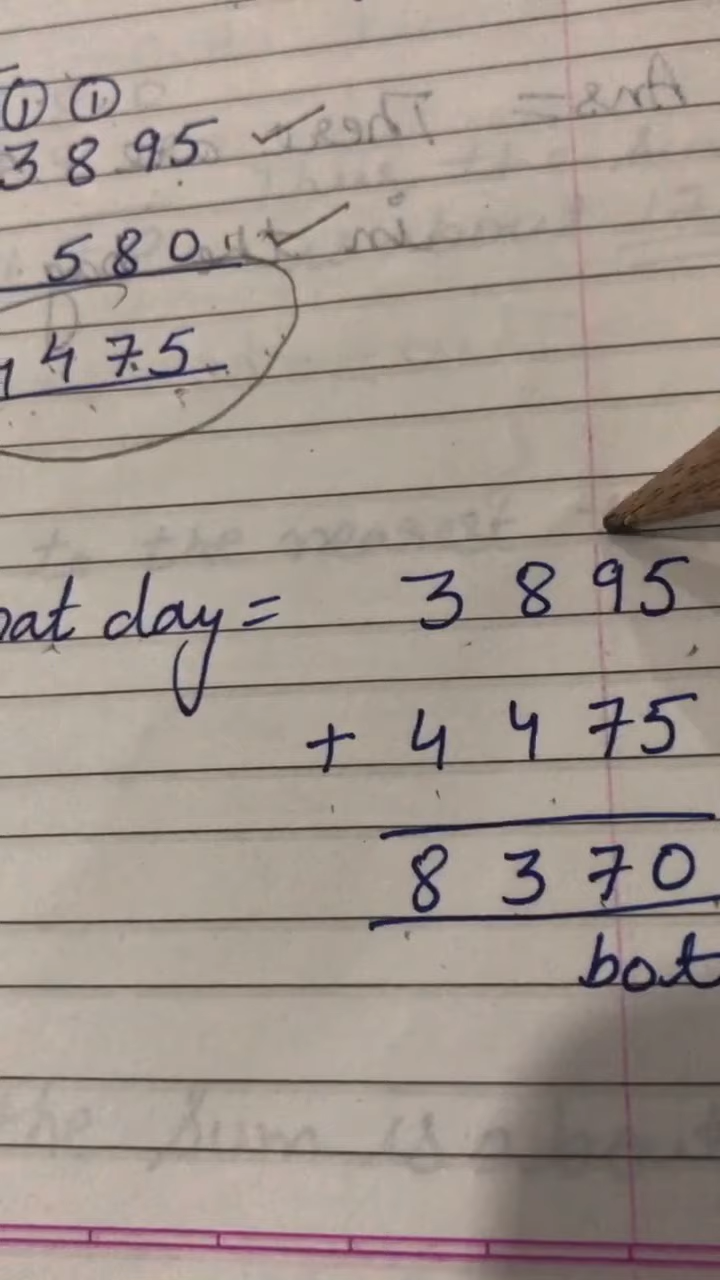 ① ①
3 8 9 5 ✓
5 8 0 ✓
4 7 5
day = 3 8 9 5
+ 4 4 7 5
8 3 7 0
bot